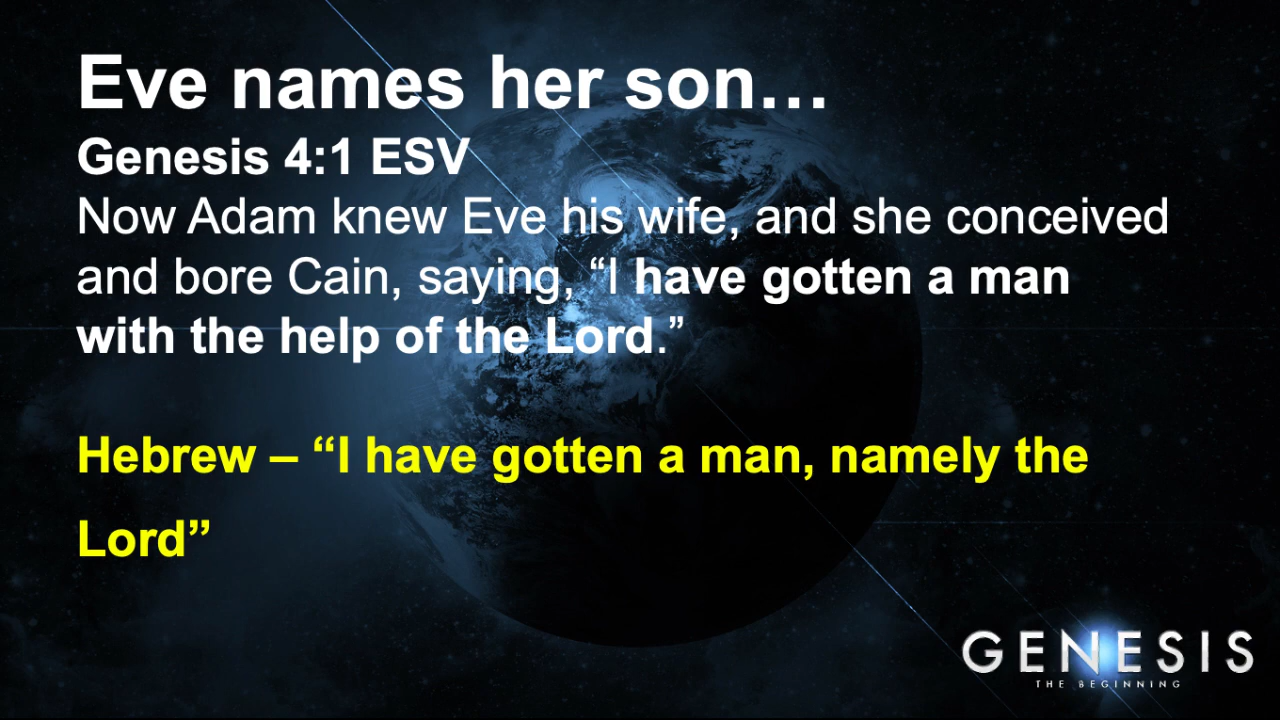 Eve names her son…
Genesis 4:1 ESV
Now Adam knew Eve his wife, and she conceived
and bore Cain, saying, “I have gotten a man
with the help of the Lord.”
Hebrew – “I have gotten a man, namely the
Lord”
GENESIS
THE BEGINNING